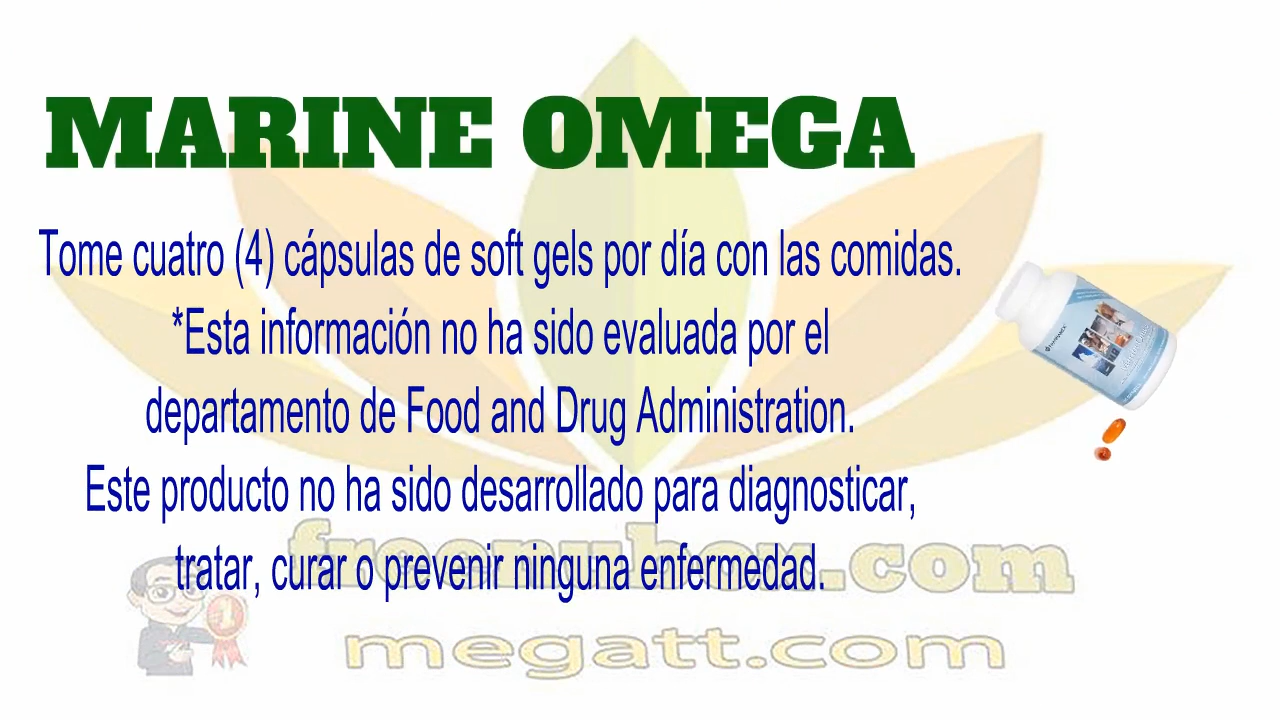 MARINE OMEGA
Tome cuatro (4) cápsulas de soft gels por día con las comidas.
*Esta información no ha sido evaluada por el
departamento de Food and Drug Administration.
Este producto no ha sido desarrollado para diagnosticar,
tratar, curar o prevenir ninguna enfermedad.
megatt.com
1